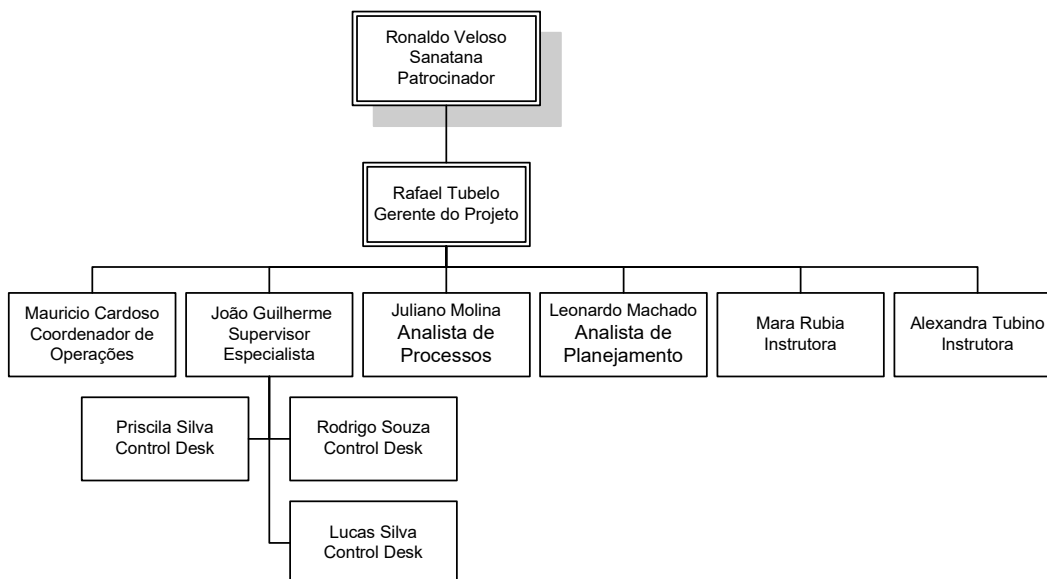 Ronaldo Veloso
Sanatana
Patrocinador
Rafael Tubelo
Gerente do Projeto
Mauricio Cardoso
Coordenador de
Operações
João Guilherme
Supervisor
Especialista
Juliano Molina
Analista de
Processos
Leonardo Machado
Analista de
Planejamento
Mara Rubia
Instrutora
Alexandra Tubino
Instrutora
Priscila Silva
Control Desk
Rodrigo Souza
Control Desk
Lucas Silva
Control Desk